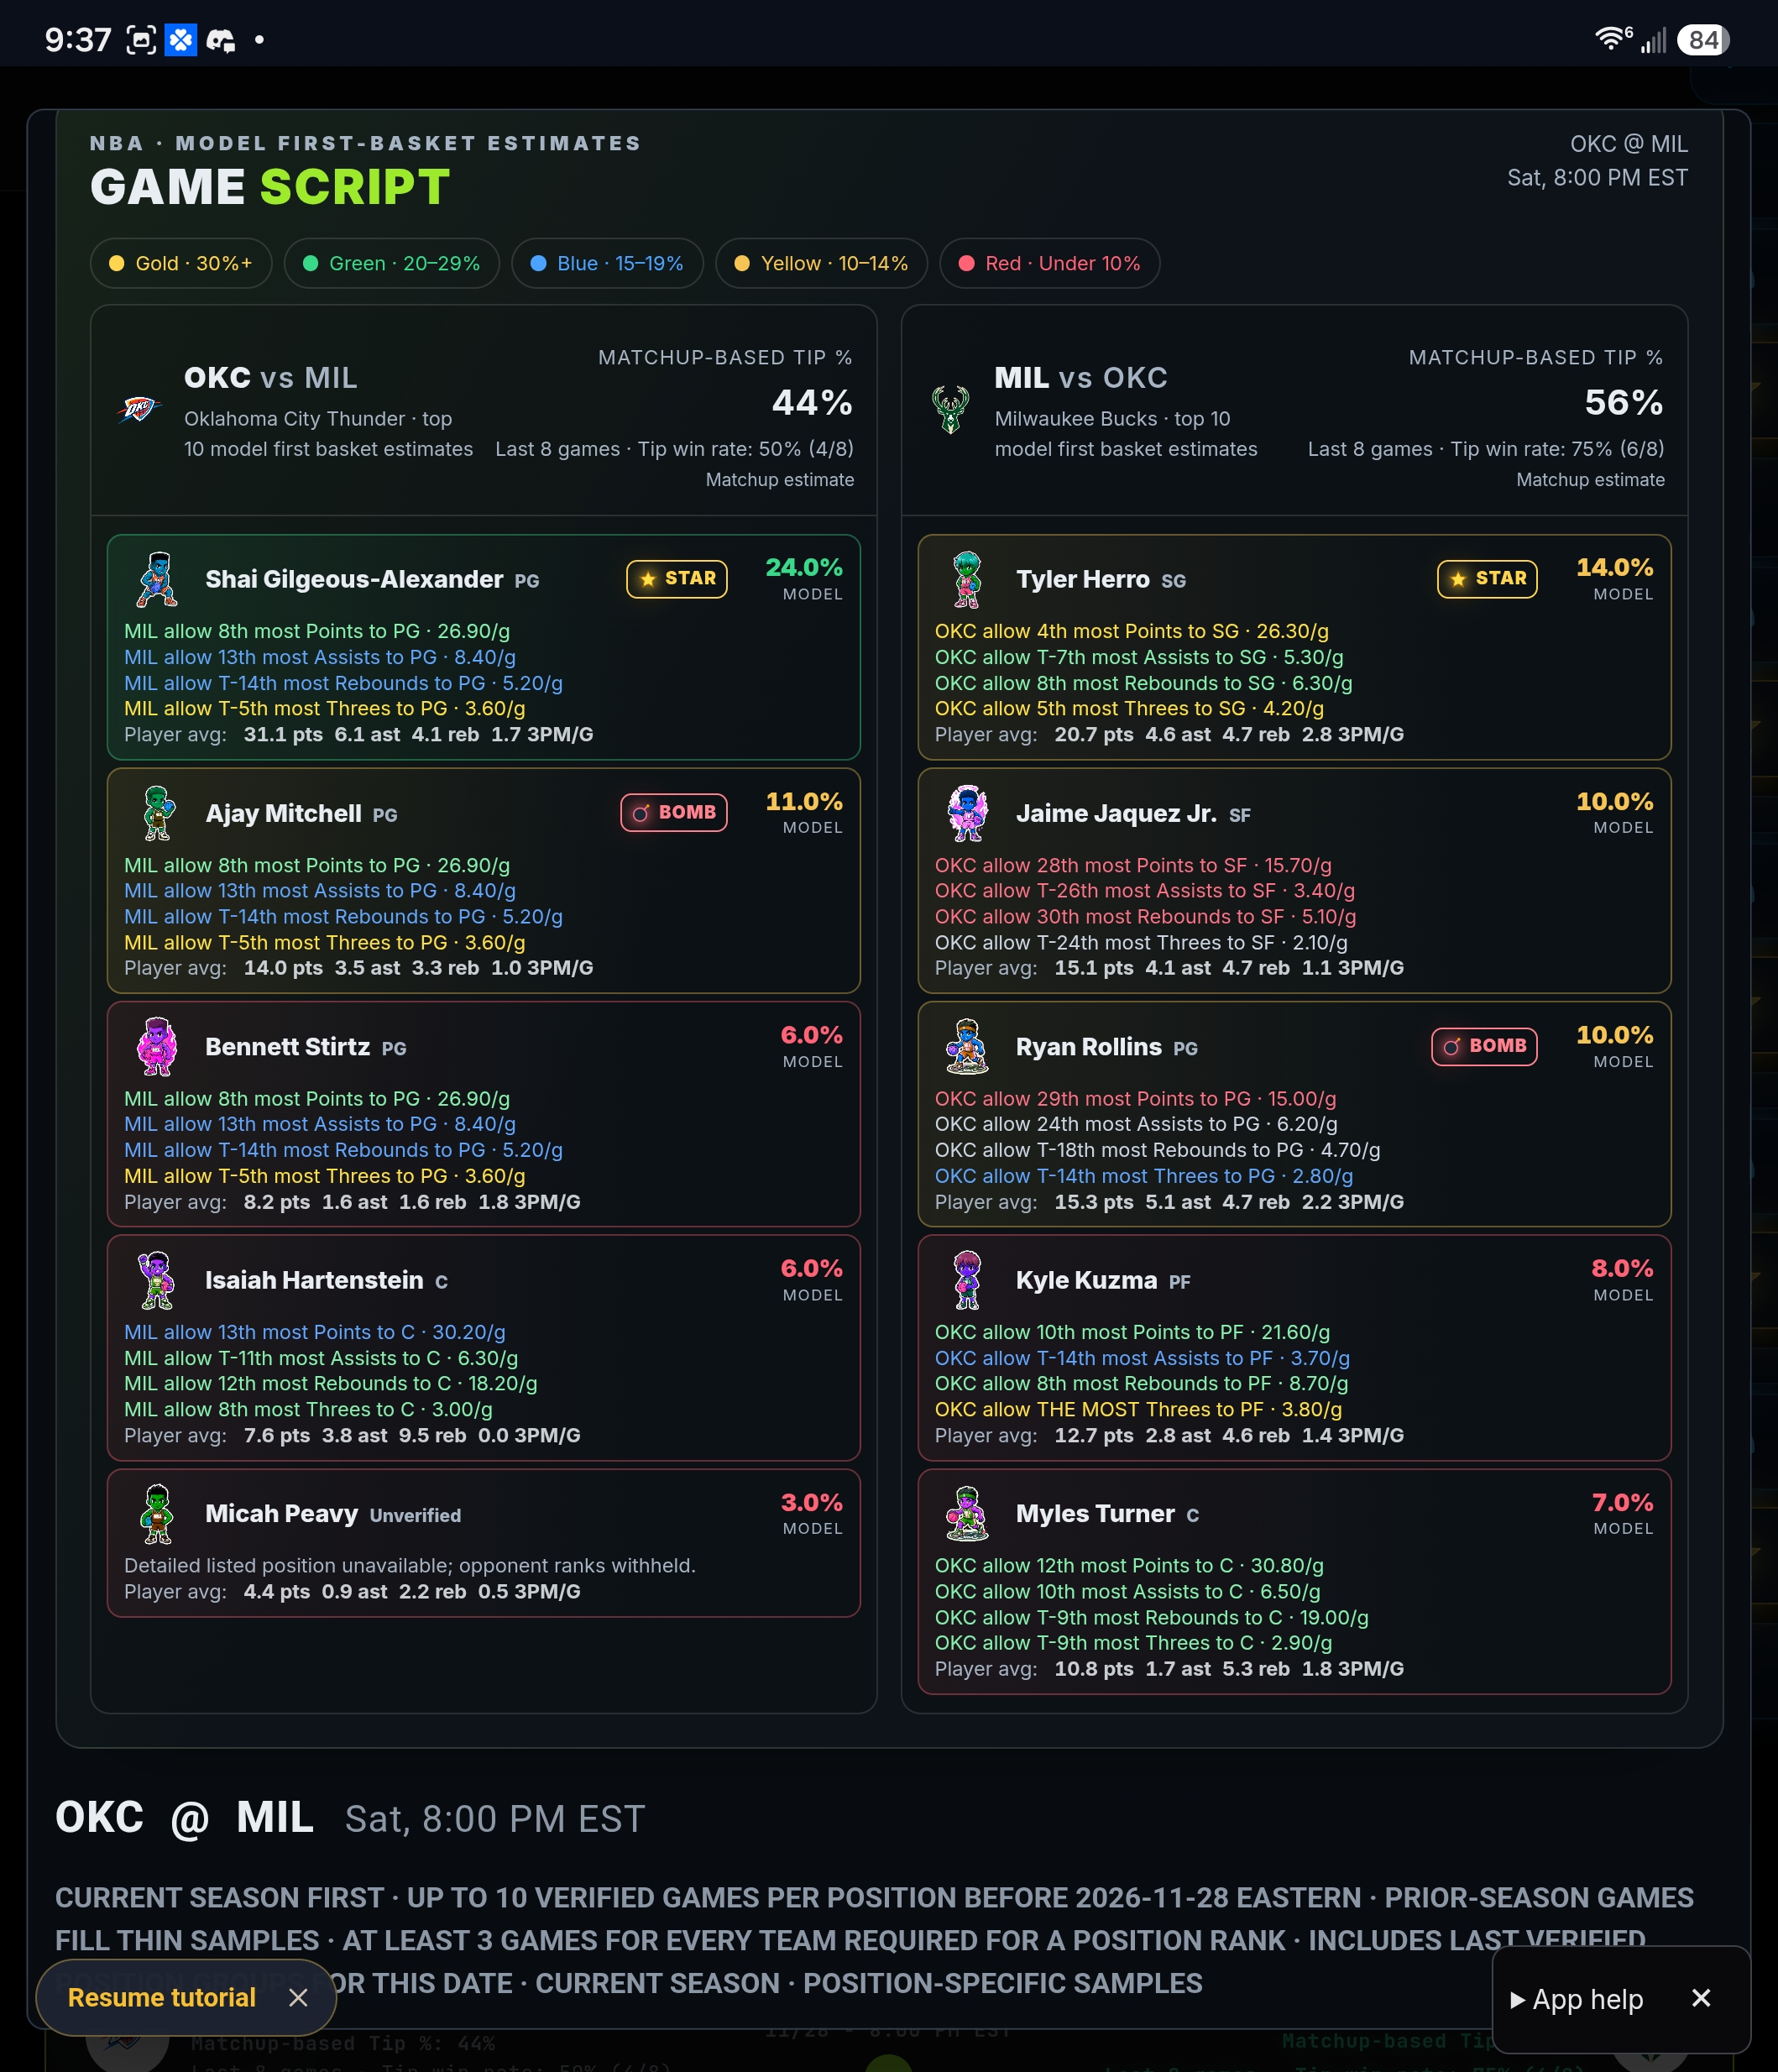 9:37
6
84
NBA · MODEL FIRST-BASKET ESTIMATES
GAME SCRIPT
OKC @ MIL
Sat, 8:00 PM EST
Gold · 30%+
Green · 20–29%
Blue · 15–19%
Yellow · 10–14%
Red · Under 10%
OKC vs MIL
Oklahoma City Thunder · top
10 model first basket estimates
MATCHUP-BASED TIP %
44%
Last 8 games · Tip win rate: 50% (4/8)
Matchup estimate
Shai Gilgeous-Alexander PG
STAR
24.0%
MODEL
MIL allow 8th most Points to PG · 26.90/g
MIL allow 13th most Assists to PG · 8.40/g
MIL allow T-14th most Rebounds to PG · 5.20/g
MIL allow T-5th most Threes to PG · 3.60/g
Player avg: 31.1 pts 6.1 ast 4.1 reb 1.7 3PM/G
Ajay Mitchell PG
BOMB
11.0%
MODEL
MIL allow 8th most Points to PG · 26.90/g
MIL allow 13th most Assists to PG · 8.40/g
MIL allow T-14th most Rebounds to PG · 5.20/g
MIL allow T-5th most Threes to PG · 3.60/g
Player avg: 14.0 pts 3.5 ast 3.3 reb 1.0 3PM/G
Bennett Stirtz PG
6.0%
MODEL
MIL allow 8th most Points to PG · 26.90/g
MIL allow 13th most Assists to PG · 8.40/g
MIL allow T-14th most Rebounds to PG · 5.20/g
MIL allow T-5th most Threes to PG · 3.60/g
Player avg: 8.2 pts 1.6 ast 1.6 reb 1.8 3PM/G
Isaiah Hartenstein C
6.0%
MODEL
MIL allow 13th most Points to C · 30.20/g
MIL allow T-11th most Assists to C · 6.30/g
MIL allow 12th most Rebounds to C · 18.20/g
MIL allow 8th most Threes to C · 3.00/g
Player avg: 7.6 pts 3.8 ast 9.5 reb 0.0 3PM/G
Micah Peavy Unverified
3.0%
MODEL
Detailed listed position unavailable; opponent ranks withheld.
Player avg: 4.4 pts 0.9 ast 2.2 reb 0.5 3PM/G
MIL vs OKC
Milwaukee Bucks · top 10
model first basket estimates
MATCHUP-BASED TIP %
56%
Last 8 games · Tip win rate: 75% (6/8)
Matchup estimate
Tyler Herro SG
STAR
14.0%
MODEL
OKC allow 4th most Points to SG · 26.30/g
OKC allow T-7th most Assists to SG · 5.30/g
OKC allow 8th most Rebounds to SG · 6.30/g
OKC allow 5th most Threes to SG · 4.20/g
Player avg: 20.7 pts 4.6 ast 4.7 reb 2.8 3PM/G
Jaime Jaquez Jr. SF
10.0%
MODEL
OKC allow 28th most Points to SF · 15.70/g
OKC allow T-26th most Assists to SF · 3.40/g
OKC allow 30th most Rebounds to SF · 5.10/g
OKC allow T-24th most Threes to SF · 2.10/g
Player avg: 15.1 pts 4.1 ast 4.7 reb 1.1 3PM/G
Ryan Rollins PG
BOMB
10.0%
MODEL
OKC allow 29th most Points to PG · 15.00/g
OKC allow 24th most Assists to PG · 6.20/g
OKC allow T-18th most Rebounds to PG · 4.70/g
OKC allow T-14th most Threes to PG · 2.80/g
Player avg: 15.3 pts 5.1 ast 4.7 reb 2.2 3PM/G
Kyle Kuzma PF
8.0%
MODEL
OKC allow 10th most Points to PF · 21.60/g
OKC allow T-14th most Assists to PF · 3.70/g
OKC allow 8th most Rebounds to PF · 8.70/g
OKC allow THE MOST Threes to PF · 3.80/g
Player avg: 12.7 pts 2.8 ast 4.6 reb 1.4 3PM/G
Myles Turner C
7.0%
MODEL
OKC allow 12th most Points to C · 30.80/g
OKC allow 10th most Assists to C · 6.50/g
OKC allow T-9th most Rebounds to C · 19.00/g
OKC allow T-9th most Threes to C · 2.90/g
Player avg: 10.8 pts 1.7 ast 5.3 reb 1.8 3PM/G
OKC @ MIL Sat, 8:00 PM EST
CURRENT SEASON FIRST · UP TO 10 VERIFIED GAMES PER POSITION BEFORE 2026-11-28 EASTERN · PRIOR-SEASON GAMES
FILL THIN SAMPLES · AT LEAST 3 GAMES FOR EVERY TEAM REQUIRED FOR A POSITION RANK · INCLUDES LAST VERIFIED
POSITION GROUPS FOR THIS DATE · CURRENT SEASON · POSITION-SPECIFIC SAMPLES
Resume tutorial
App help
Matchup-based Tip %: 44%
11/28 - 8:00 PM EST
Matchup-based Tip